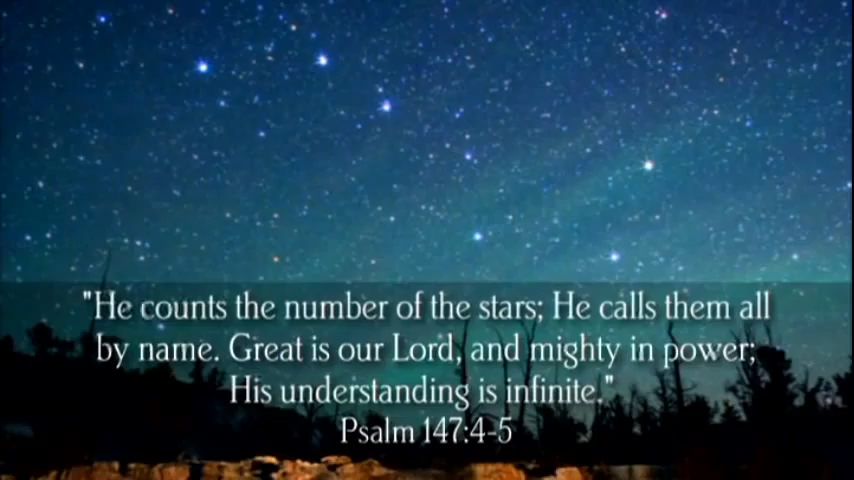 "He counts the number of the stars; He calls them all
by name. Great is our Lord, and mighty in power;
His understanding is infinite."
Psalm 147:4-5